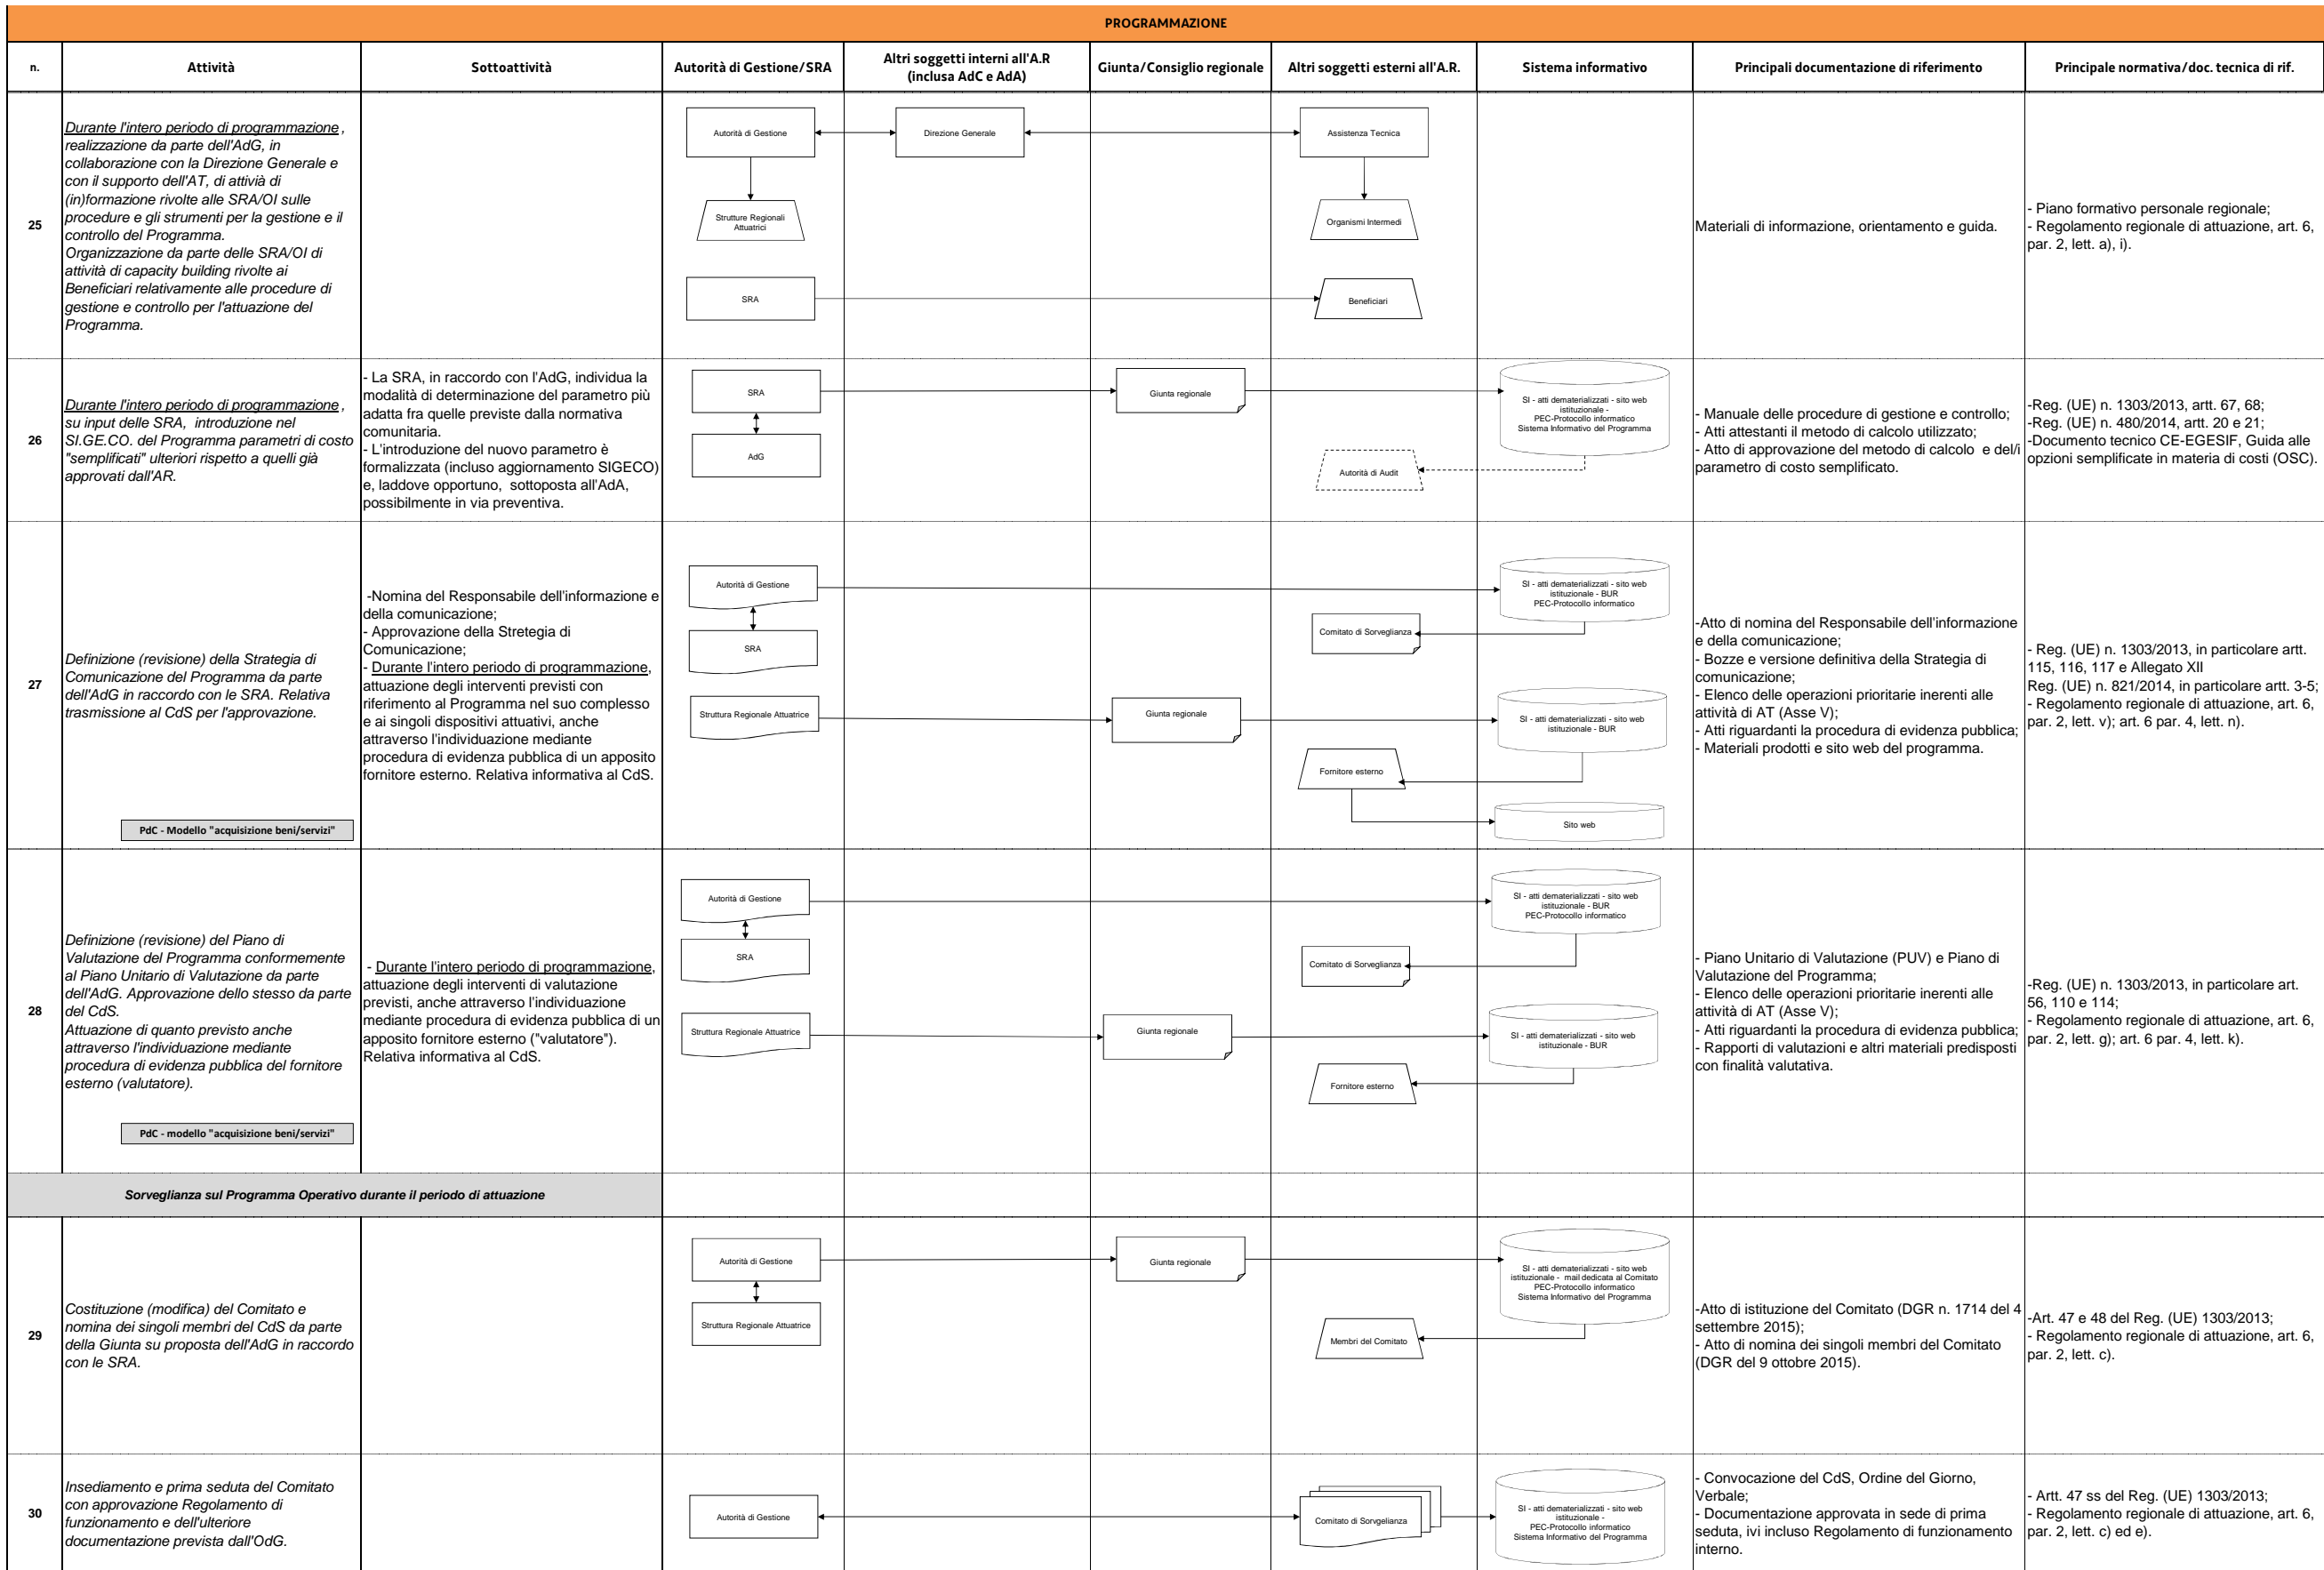 PROGRAMMAZIONE
n.
Attività
Sottoattività
Autorità di Gestione/SRA
Altri soggetti interni all'A.R
(inclusa AdC e AdA)
Giunta/Consiglio regionale
Altri soggetti esterni all'A.R.
Sistema informativo
Principali documentazione di riferimento
Principale normativa/doc. tecnica di rif.
25
Durante l'intero periodo di programmazione ,
realizzazione da parte dell'AdG, in
collaborazione con la Direzione Generale e
con il supporto dell'AT, di attivià di
(in)formazione rivolte alle SRA/OI sulle
procedure e gli strumenti per la gestione e il
controllo del Programma.
Organizzazione da parte delle SRA/OI di
attività di capacity building rivolte ai
Beneficiari relativamente alle procedure di
gestione e controllo per l'attuazione del
Programma.
Autorità di Gestione
Direzione Generale
Assistenza Tecnica
Strutture Regionali
Attuatrici
Organismi Intermedi
SRA
Beneficiari
Materiali di informazione, orientamento e guida.
- Piano formativo personale regionale;
- Regolamento regionale di attuazione, art. 6,
par. 2, lett. a), i).
26
Durante l'intero periodo di programmazione ,
su input delle SRA, introduzione nel
SI.GE.CO. del Programma parametri di costo
"semplificati" ulteriori rispetto a quelli già
approvati dall'AR.
- La SRA, in raccordo con l'AdG, individua la
modalità di determinazione del parametro più
adatta fra quelle previste dalla normativa
comunitaria.
- L'introduzione del nuovo parametro è
formalizzata (incluso aggiornamento SIGECO)
e, laddove opportuno, sottoposta all'AdA,
possibilmente in via preventiva.
SRA
AdG
Giunta regionale
Autorità di Audit
SI - atti dematerializzati - sito web
istituzionale -
PEC-Protocollo informatico
Sistema Informativo del Programma
- Manuale delle procedure di gestione e controllo;
- Atti attestanti il metodo di calcolo utilizzato;
- Atto di approvazione del metodo di calcolo e del/i
parametro di costo semplificato.
-Reg. (UE) n. 1303/2013, artt. 67, 68;
-Reg. (UE) n. 480/2014, artt. 20 e 21;
-Documento tecnico CE-EGESIF, Guida alle
opzioni semplificate in materia di costi (OSC).
27
Definizione (revisione) della Strategia di
Comunicazione del Programma da parte
dell'AdG in raccordo con le SRA. Relativa
trasmissione al CdS per l'approvazione.
PdC - Modello "acquisizione beni/servizi"
-Nomina del Responsabile dell'informazione e
della comunicazione;
- Approvazione della Stretegia di
Comunicazione;
- Durante l'intero periodo di programmazione,
attuazione degli interventi previsti con
riferimento al Programma nel suo complesso
e ai singoli dispositivi attuativi, anche
attraverso l'individuazione mediante
procedura di evidenza pubblica di un apposito
fornitore esterno. Relativa informativa al CdS.
Autorità di Gestione
SRA
Struttura Regionale Attuatrice
Giunta regionale
Comitato di Sorveglianza
Fornitore esterno
SI - atti dematerializzati - sito web
istituzionale - BUR
PEC-Protocollo informatico
SI - atti dematerializzati - sito web
istituzionale - BUR
Sito web
-Atto di nomina del Responsabile dell'informazione
e della comunicazione;
- Bozze e versione definitiva della Strategia di
comunicazione;
- Elenco delle operazioni prioritarie inerenti alle
attività di AT (Asse V);
- Atti riguardanti la procedura di evidenza pubblica;
- Materiali prodotti e sito web del programma.
- Reg. (UE) n. 1303/2013, in particolare artt.
115, 116, 117 e Allegato XII
Reg. (UE) n. 821/2014, in particolare artt. 3-5;
- Regolamento regionale di attuazione, art. 6,
par. 2, lett. v); art. 6 par. 4, lett. n).
28
Definizione (revisione) del Piano di
Valutazione del Programma conformemente
al Piano Unitario di Valutazione da parte
dell'AdG. Approvazione dello stesso da parte
del CdS.
Attuazione di quanto previsto anche
attraverso l'individuazione mediante
procedura di evidenza pubblica del fornitore
esterno (valutatore).
PdC - modello "acquisizione beni/servizi"
- Durante l'intero periodo di programmazione,
attuazione degli interventi di valutazione
previsti, anche attraverso l'individuazione
mediante procedura di evidenza pubblica di un
apposito fornitore esterno ("valutatore").
Relativa informativa al CdS.
Autorità di Gestione
SRA
Struttura Regionale Attuatrice
Giunta regionale
Comitato di Sorveglianza
Fornitore esterno
SI - atti dematerializzati - sito web
istituzionale - BUR
PEC-Protocollo informatico
SI - atti dematerializzati - sito web
istituzionale - BUR
- Piano Unitario di Valutazione (PUV) e Piano di
Valutazione del Programma;
- Elenco delle operazioni prioritarie inerenti alle
attività di AT (Asse V);
- Atti riguardanti la procedura di evidenza pubblica;
- Rapporti di valutazioni e altri materiali predisposti
con finalità valutativa.
-Reg. (UE) n. 1303/2013, in particolare art.
56, 110 e 114;
- Regolamento regionale di attuazione, art. 6,
par. 2, lett. g); art. 6 par. 4, lett. k).
Sorveglianza sul Programma Operativo durante il periodo di attuazione
29
Costituzione (modifica) del Comitato e
nomina dei singoli membri del CdS da parte
della Giunta su proposta dell'AdG in raccordo
con le SRA.
Autorità di Gestione
Struttura Regionale Attuatrice
Giunta regionale
Membri del Comitato
SI - atti dematerializzati - sito web
istituzionale - mail dedicata al Comitato
PEC-Protocollo informatico
Sistema Informativo del Programma
-Atto di istituzione del Comitato (DGR n. 1714 del 4
settembre 2015);
- Atto di nomina dei singoli membri del Comitato
(DGR del 9 ottobre 2015).
-Art. 47 e 48 del Reg. (UE) 1303/2013;
- Regolamento regionale di attuazione, art. 6,
par. 2, lett. c).
30
Insediamento e prima seduta del Comitato
con approvazione Regolamento di
funzionamento e dell'ulteriore
documentazione prevista dall'OdG.
Autorità di Gestione
Comitato di Sorvgelianza
SI - atti dematerializzati - sito web
istituzionale -
PEC-Protocollo informatico
Sistema Informativo del Programma
- Convocazione del CdS, Ordine del Giorno,
Verbale;
- Documentazione approvata in sede di prima
seduta, ivi incluso Regolamento di funzionamento
interno.
- Artt. 47 ss del Reg. (UE) 1303/2013;
- Regolamento regionale di attuazione, art. 6,
par. 2, lett. c) ed e).